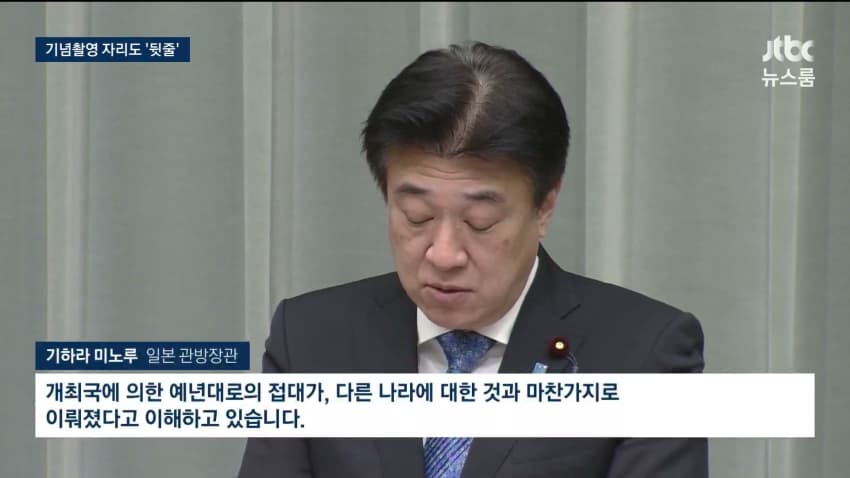 기념촬영 자리도 '뒷줄'
jtbc
뉴스룸
기하라 미노루 일본 관방장관
개최국에 의한 예년대로의 접대가, 다른 나라에 대한 것과 마찬가지로
이뤄졌다고 이해하고 있습니다.